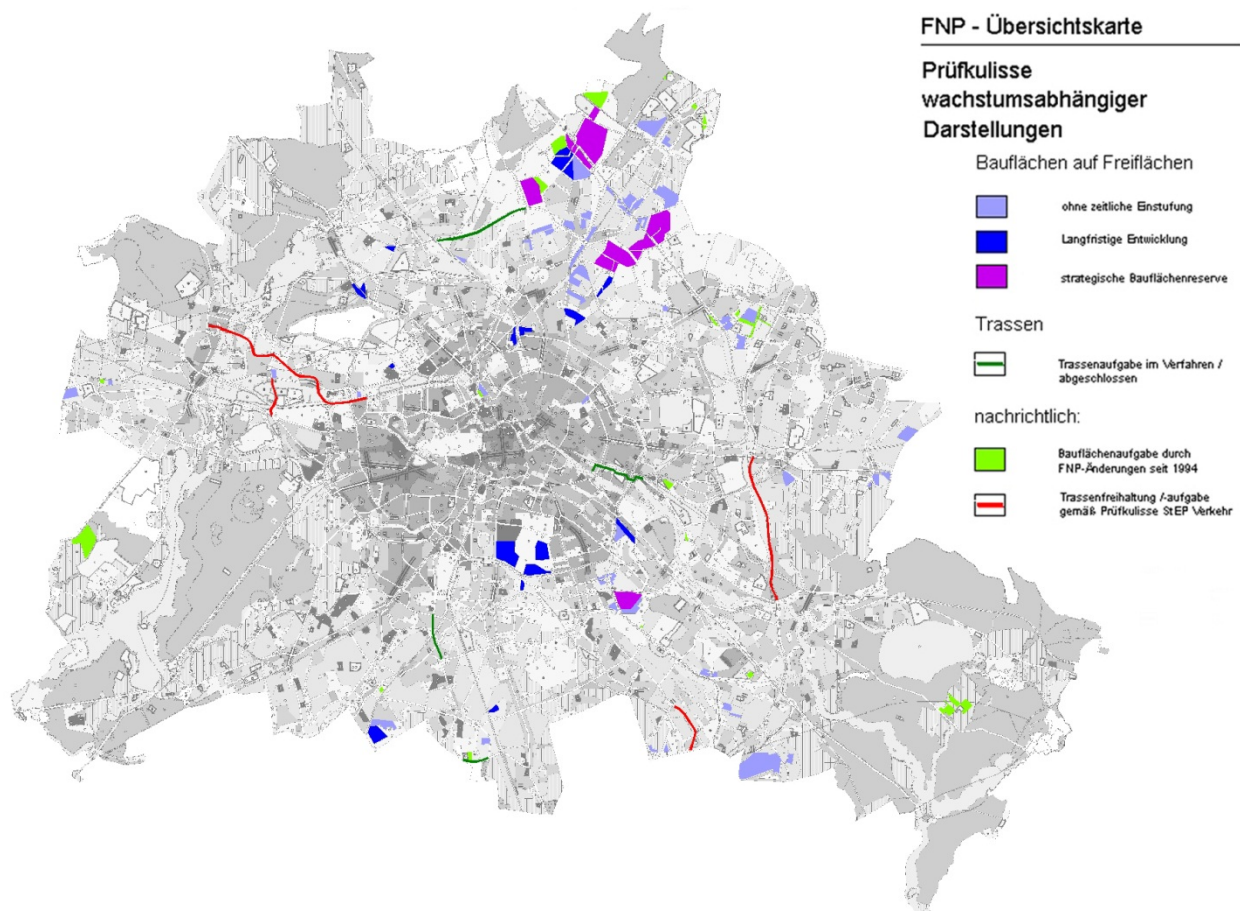 FNP - Übersichtskarte
Prüfkulisse
wachstumsabhängiger
Darstellungen
Bauflächen auf Freiflächen
ohne zeitliche Einstufung
Langfristige Entwicklung
strategische Bauflächenreserve
Trassen
Trassenaufgabe im Verfahren /
abgeschlossen
nachrichtlich:
Bauflächenaufgabe durch
FNP-Änderungen seit 1994
Trassenfreihaltung /-aufgabe
gemäß Prüfkulisse StEP Verkehr